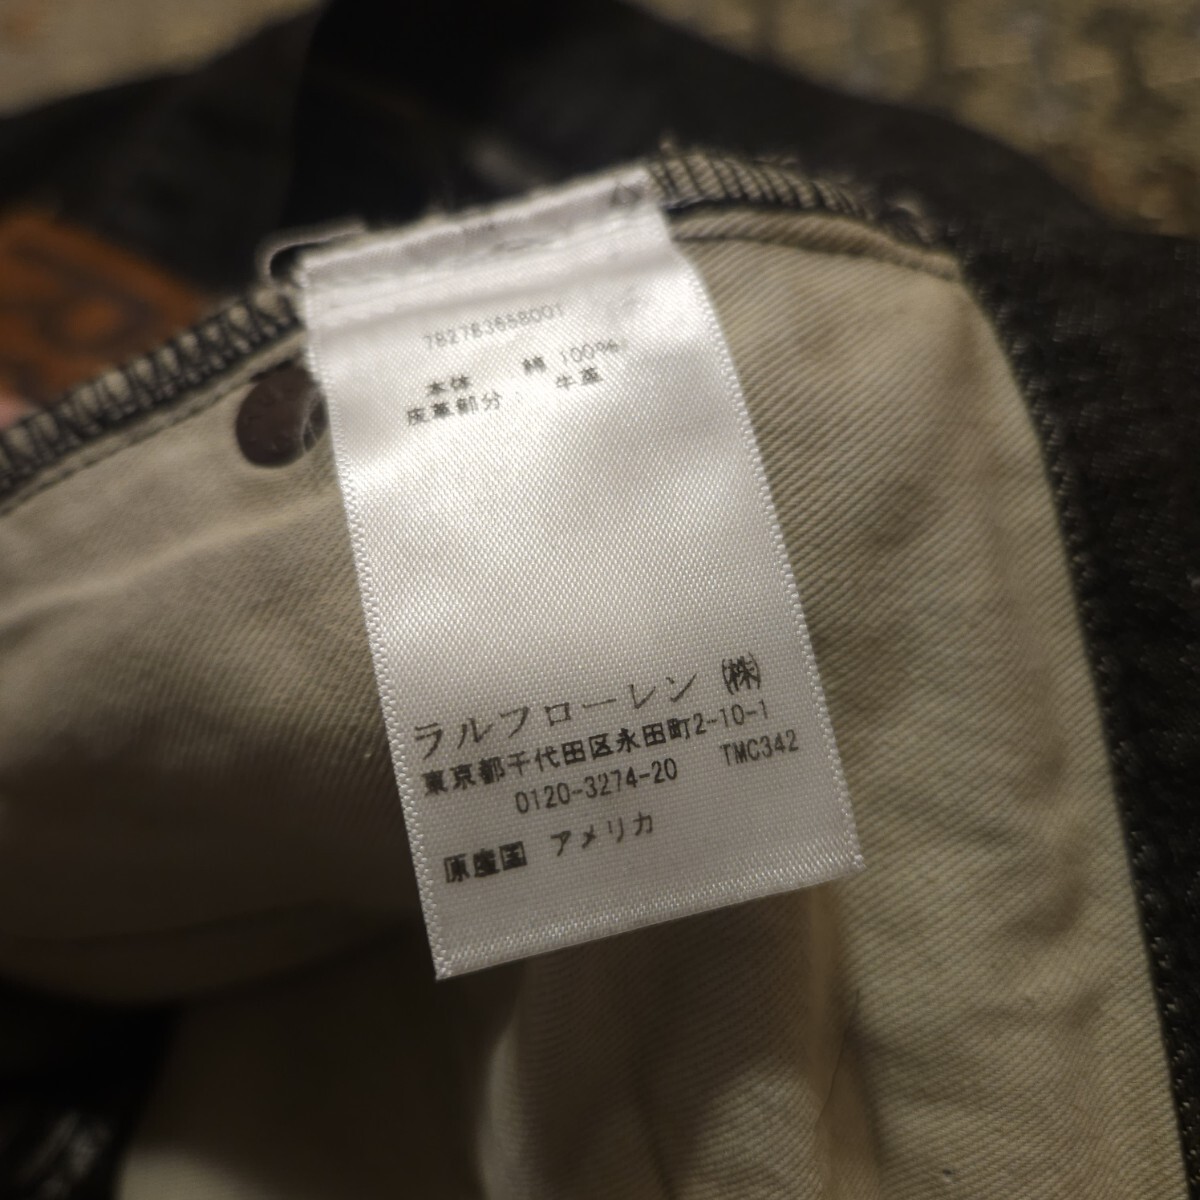 782783658001
本体 綿 100%
皮革部分: 牛革
ラルフローレン ㈱
東京都千代田区永田町2-10-1
0120-3274-20 TMC342
原産国 アメリカ